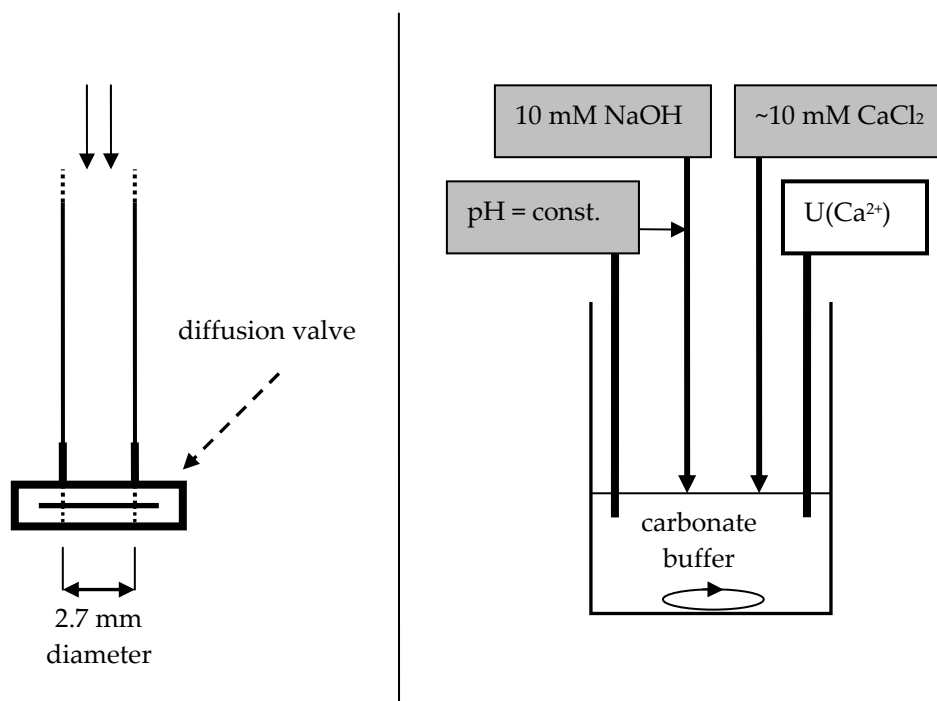 diffusion valve
2.7 mm
diameter
10 mM NaOH
~10 mM CaCl₂
pH = const.
U(Ca²⁺)
carbonate
buffer